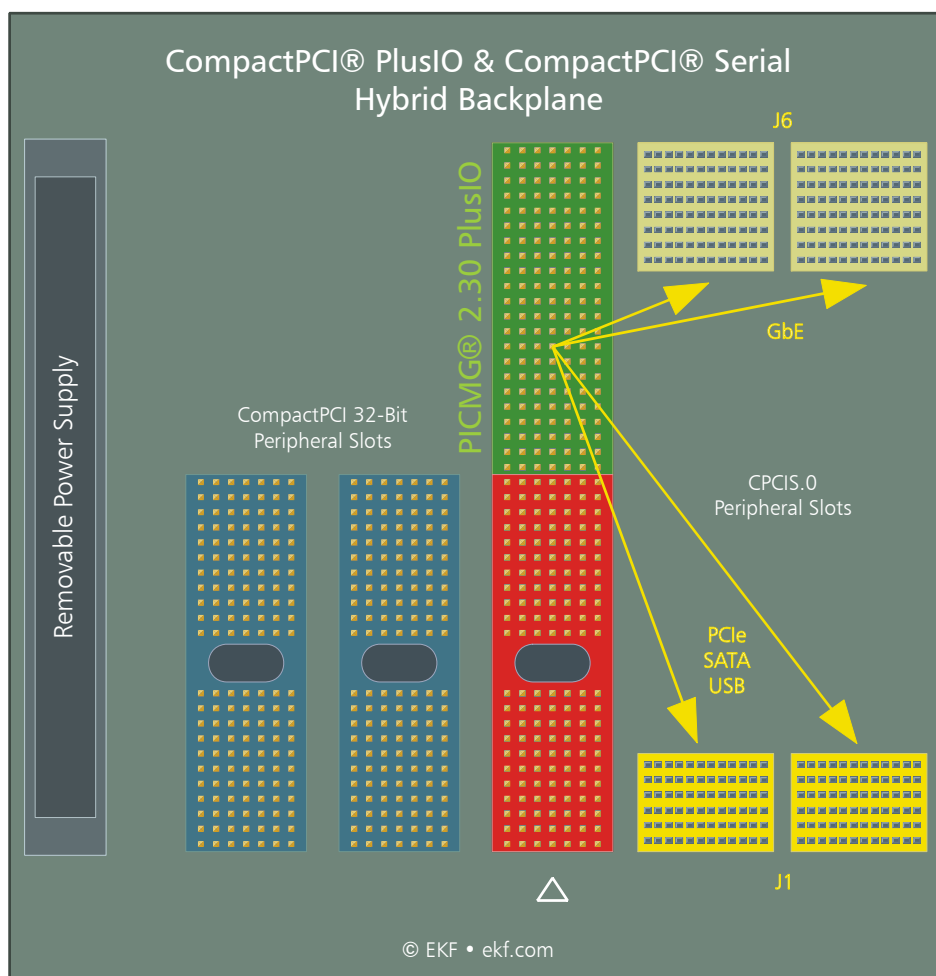 CompactPCI® PlusIO & CompactPCI® Serial
Hybrid Backplane
J6
PICMG® 2.30 PlusIO
GbE
Removable Power Supply
CompactPCI 32-Bit
Peripheral Slots
CPCIS.0
Peripheral Slots
PCIe
SATA
USB
J1
© EKF • ekf.com